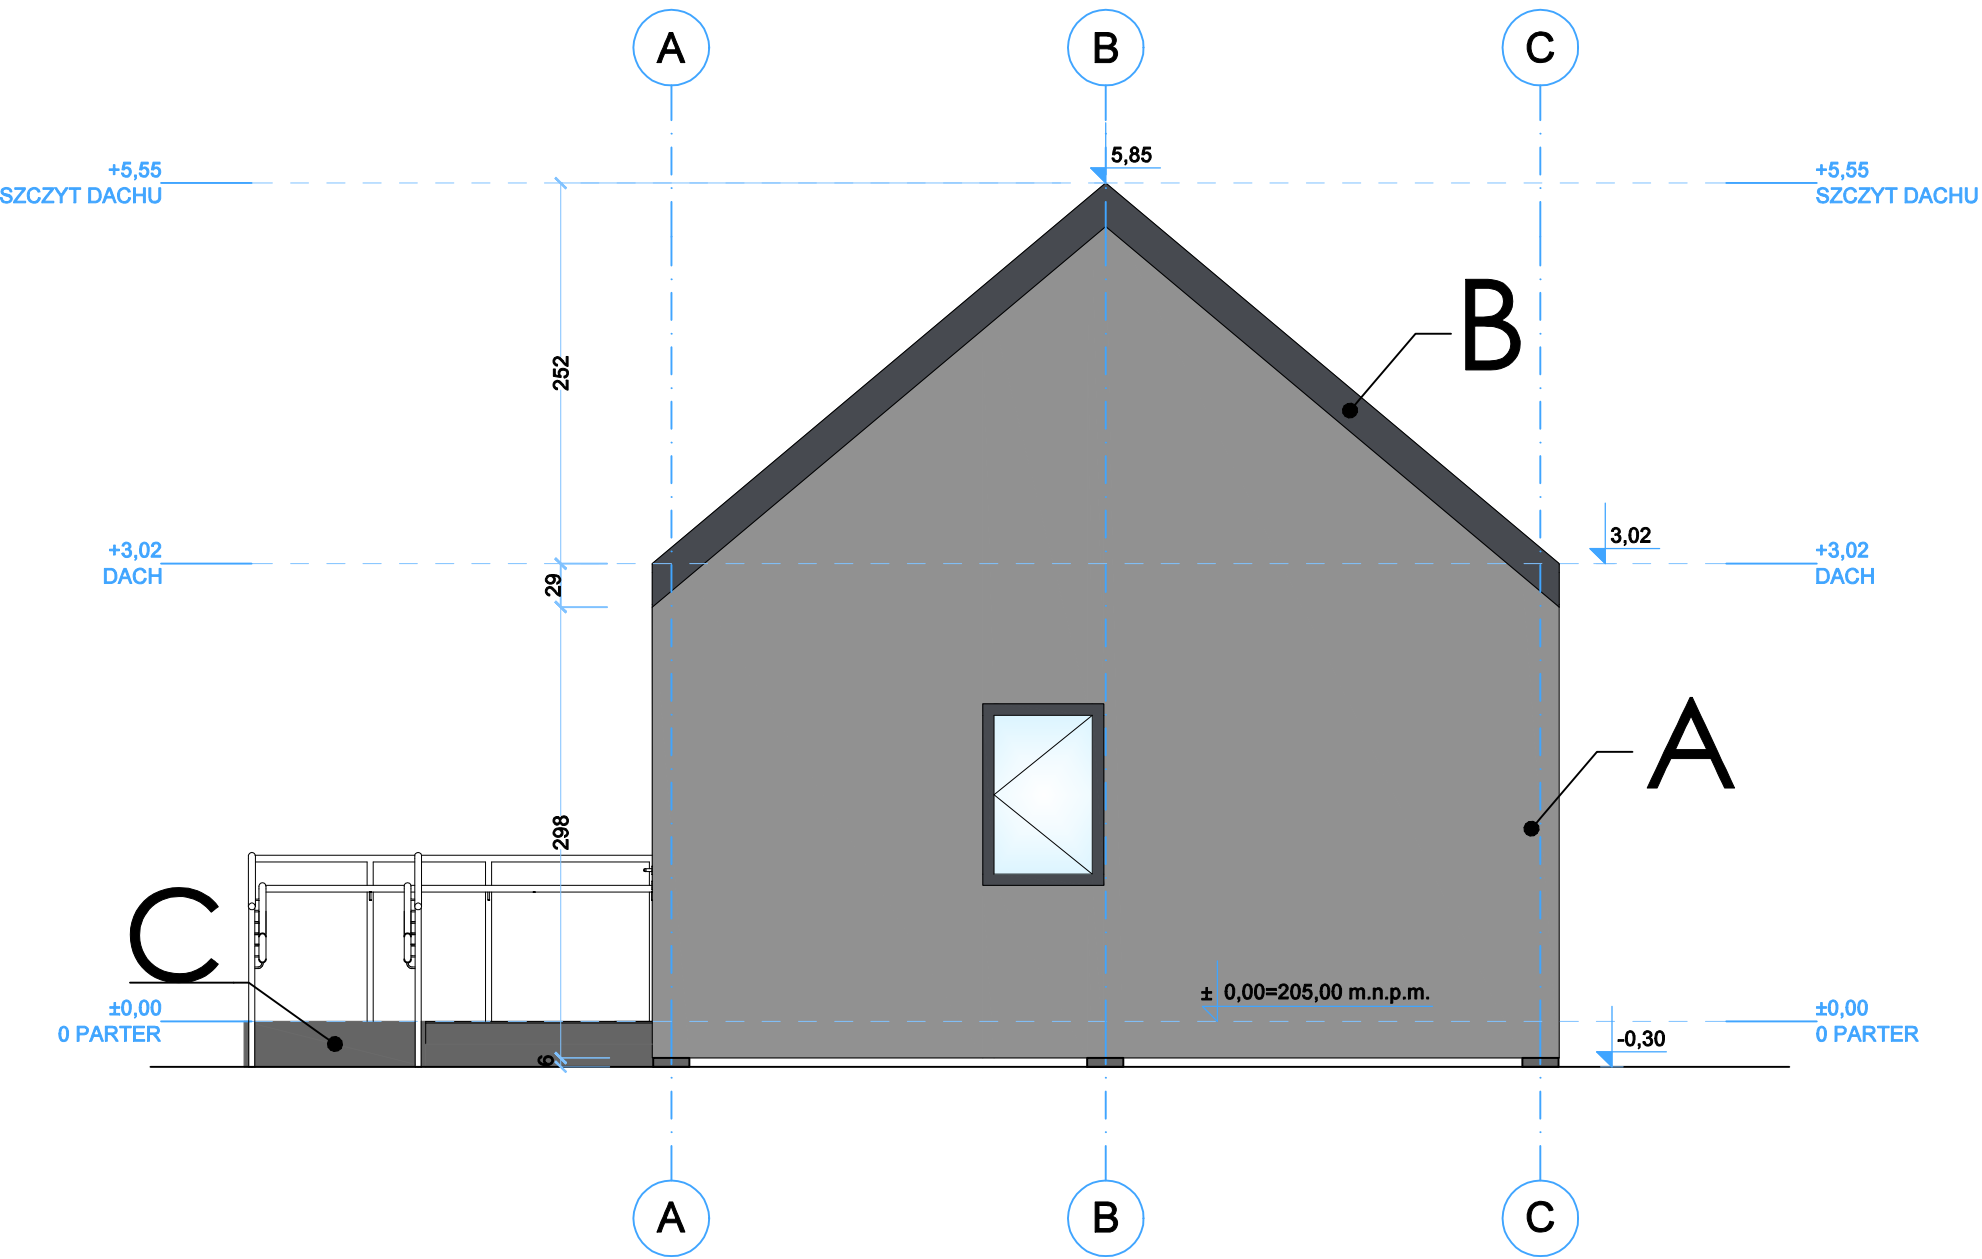 A
B
C
5,85
+5,55
SZCZYT DACHU
+5,55
SZCZYT DACHU
B
252
3,02
+3,02
DACH
+3,02
DACH
29
A
298
C
± 0,00=205,00 m.n.p.m.
±0,00
0 PARTER
±0,00
0 PARTER
-0,30
6
A
B
C